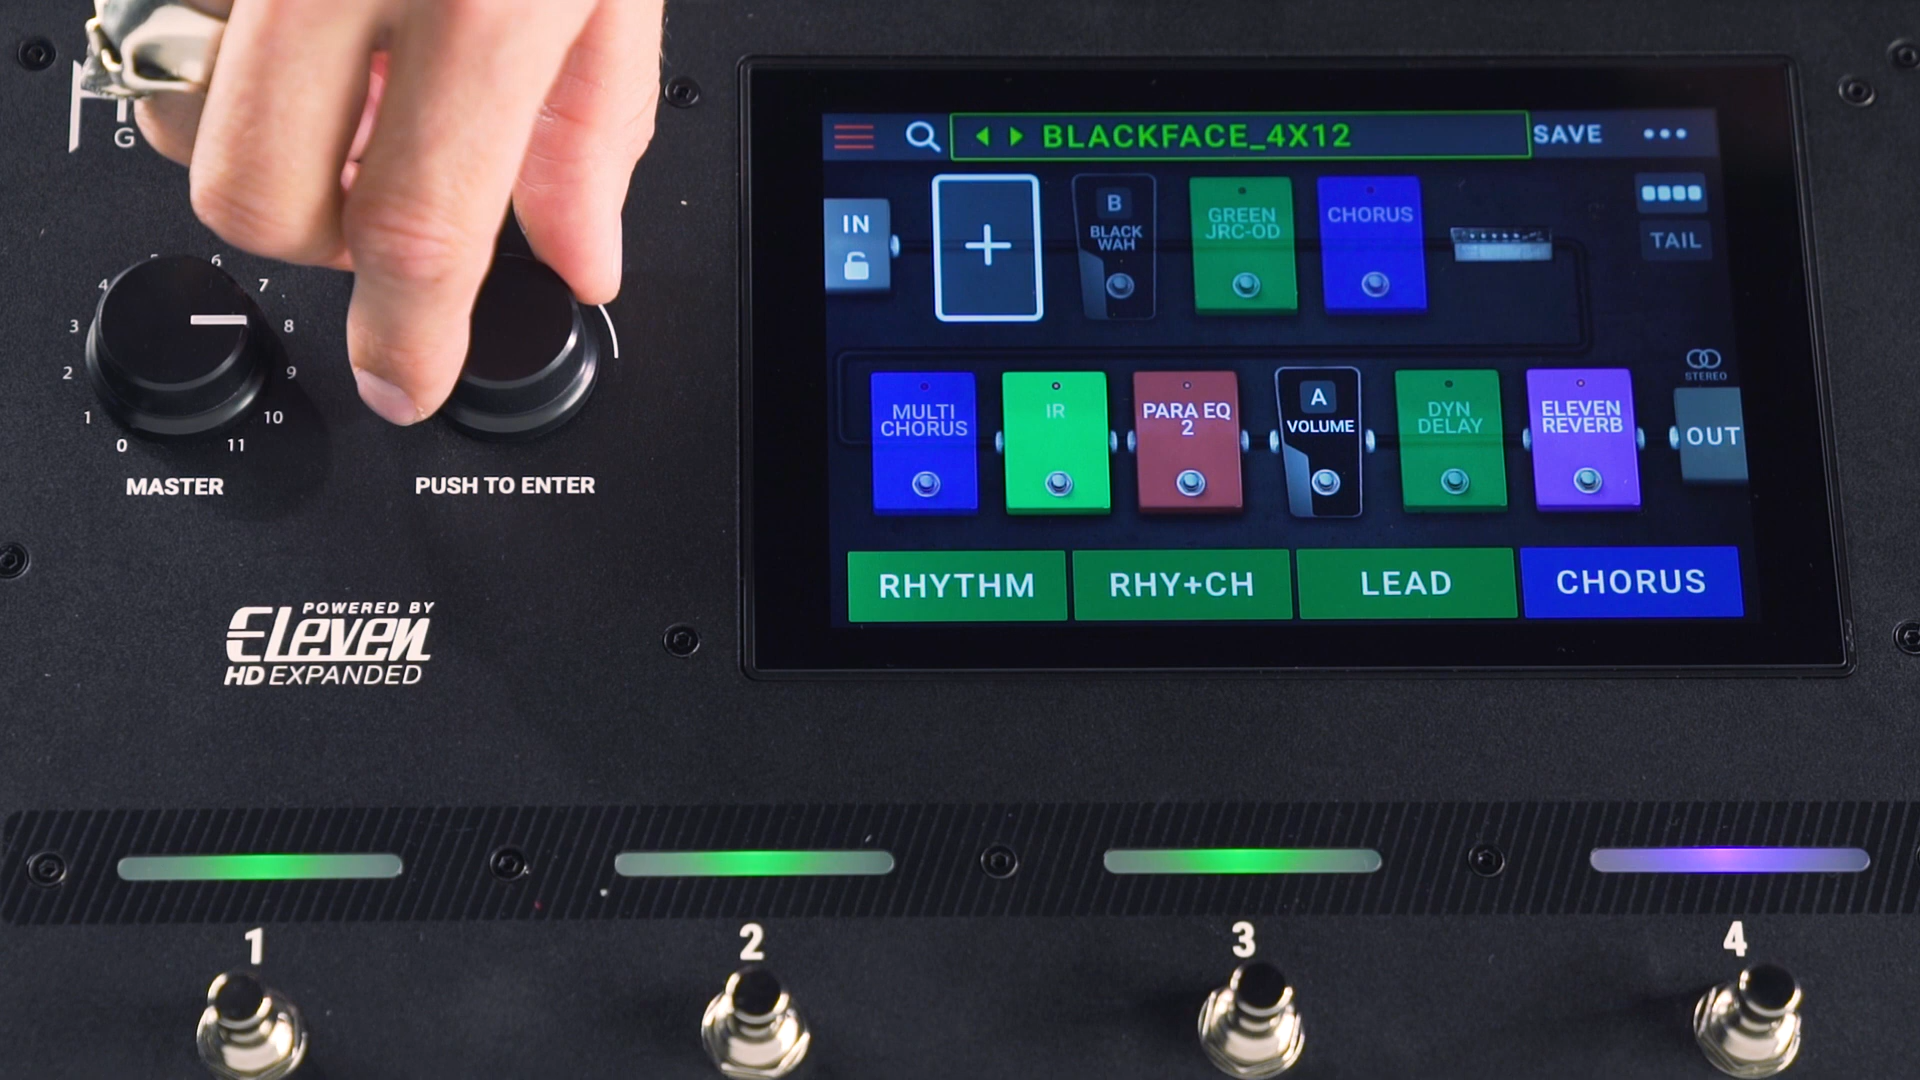 G
BLACKFACE_4X12
SAVE
IN
B
BLACK
WAH
GREEN
JRC-OD
CHORUS
TAIL
STEREO
MULTI
CHORUS
IR
PARA EQ
2
A
VOLUME
DYN
DELAY
ELEVEN
REVERB
OUT
RHYTHM
RHY+CH
LEAD
CHORUS
0
1
2
3
4
6
7
8
9
10
11
MASTER
PUSH TO ENTER
POWERED BY
ELEVEN
HD EXPANDED
1
2
3
4